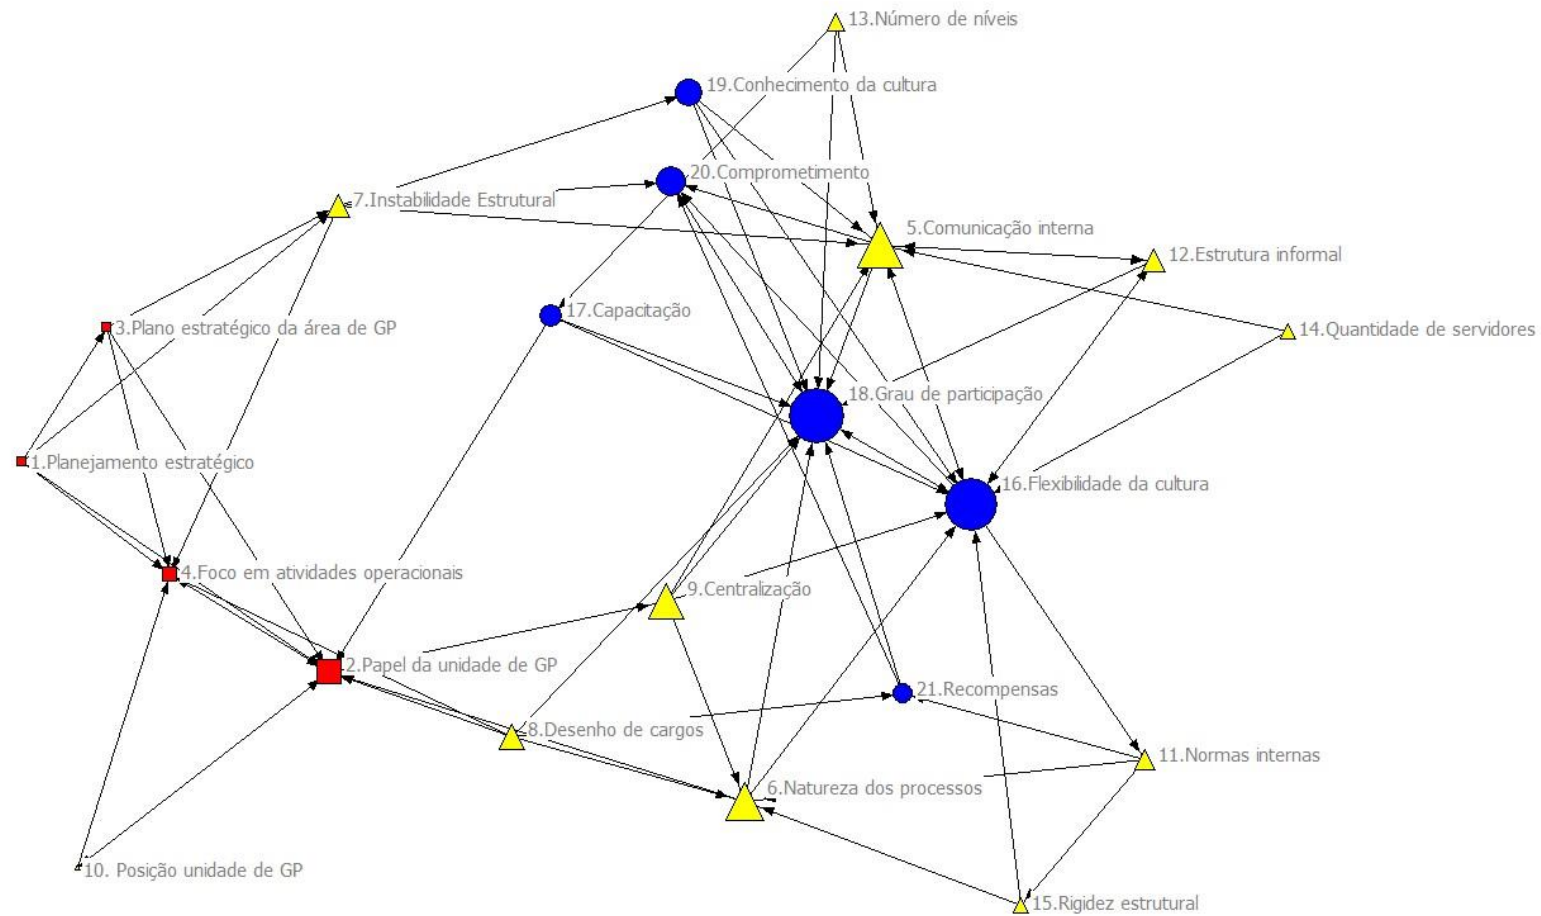 13.Número de níveis
19.Conhecimento da cultura
20.Comprometimento
7.Instabilidade Estrutural
5.Comunicação interna
12.Estrutura informal
17.Capacitação
3.Plano estratégico da área de GP
14.Quantidade de servidores
18.Grau de participação
1.Planejamento estratégico
16.Flexibilidade da cultura
4.Foco em atividades operacionais
9.Centralização
2.Papel da unidade de GP
21.Recompensas
8.Desenho de cargos
11.Normas internas
6.Natureza dos processos
10. Posição unidade de GP
15.Rigidez estrutural